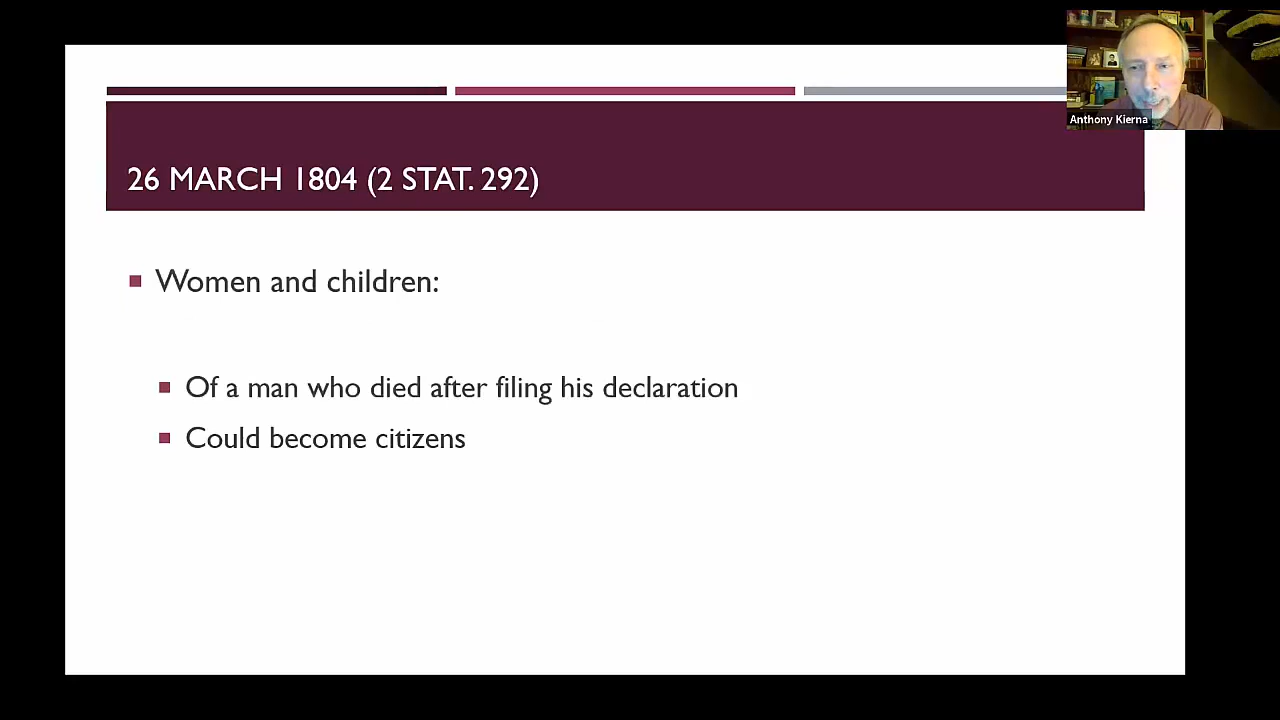 Anthony Kierna
26 MARCH 1804 (2 STAT. 292)
Women and children:
Of a man who died after filing his declaration
Could become citizens